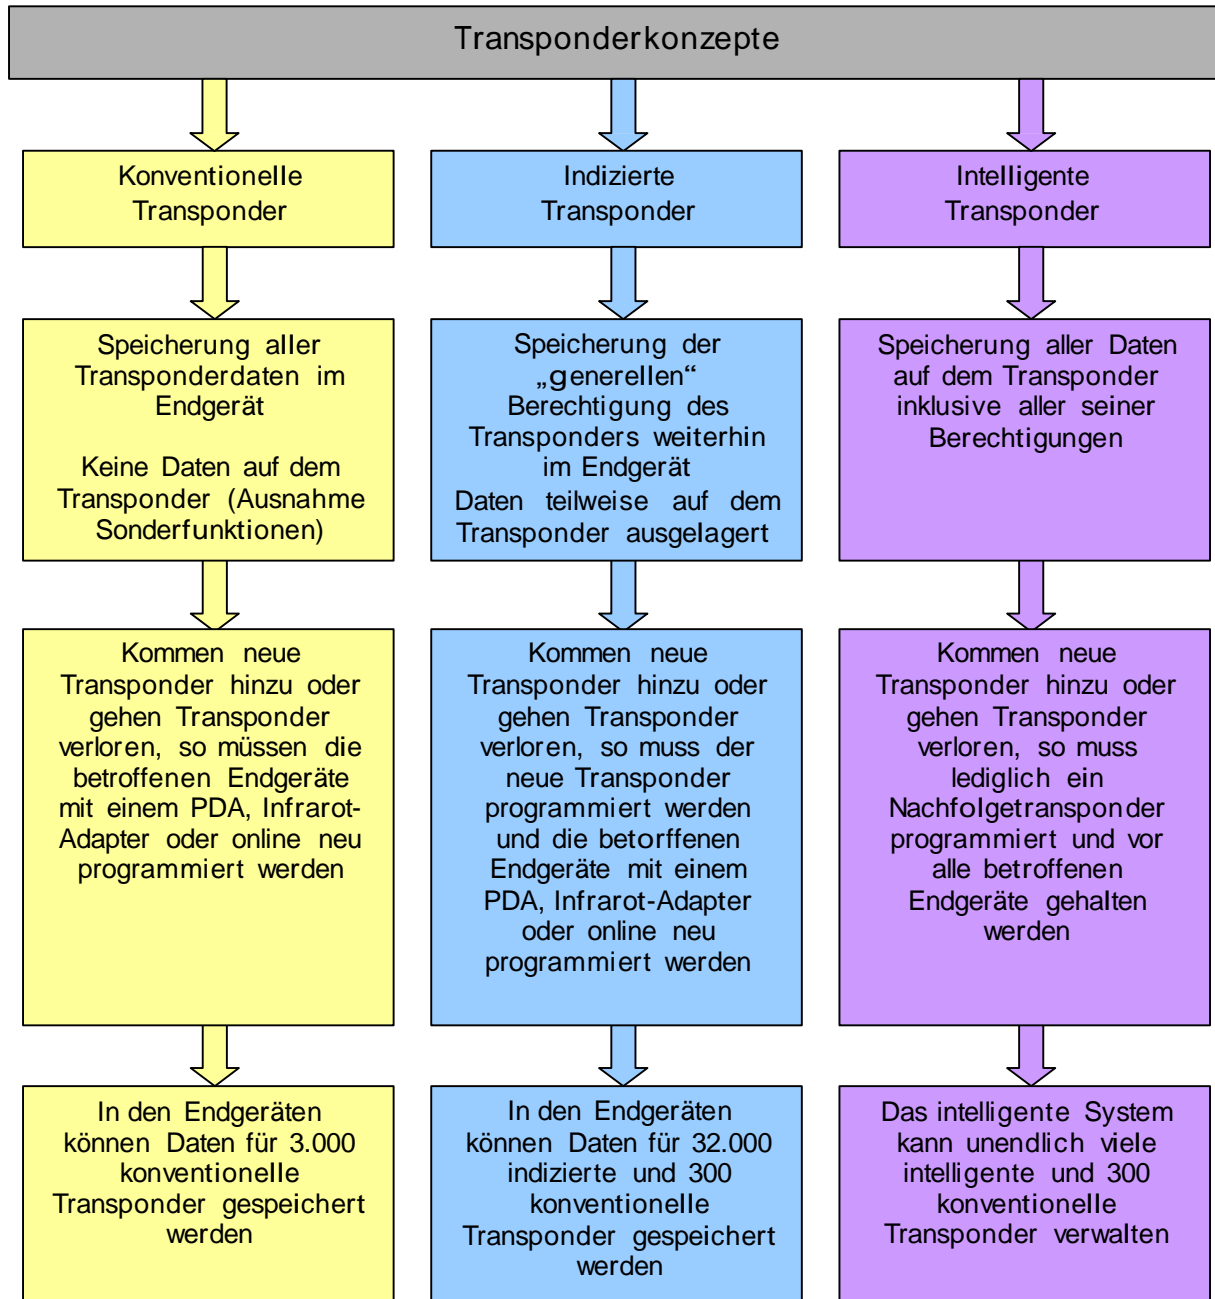 Transponderkonzepte
Konventionelle
Transponder
Speicherung aller
Transponderdaten im
Endgerät
Keine Daten auf dem
Transponder (Ausnahme
Sonderfunktionen)
Kommen neue
Transponder hinzu oder
gehen Transponder
verloren, so müssen die
betroffenen Endgeräte
mit einem PDA, Infrarot-
Adapter oder online neu
programmiert werden
In den Endgeräten
können Daten für 3.000
konventionelle
Transponder gespeichert
werden
Indizierte
Transponder
Speicherung der
„generellen“
Berechtigung des
Transponders weiterhin
im Endgerät
Daten teilweise auf dem
Transponder ausgelagert
Kommen neue
Transponder hinzu oder
gehen Transponder
verloren, so muss der
neue Transponder
programmiert werden
und die betorffenen
Endgeräte mit einem
PDA, Infrarot-Adapter
oder online neu
programmiert werden
In den Endgeräten
können Daten für 32.000
indizierte und 300
konventionelle
Transponder gespeichert
werden
Intelligente
Transponder
Speicherung aller Daten
auf dem Transponder
inklusive aller seiner
Berechtigungen
Kommen neue
Transponder hinzu oder
gehen Transponder
verloren, so muss
lediglich ein
Nachfolgetransponder
programmiert und vor
alle betroffenen
Endgeräte gehalten
werden
Das intelligente System
kann unendlich viele
intelligente und 300
konventionelle
Transponder verwalten